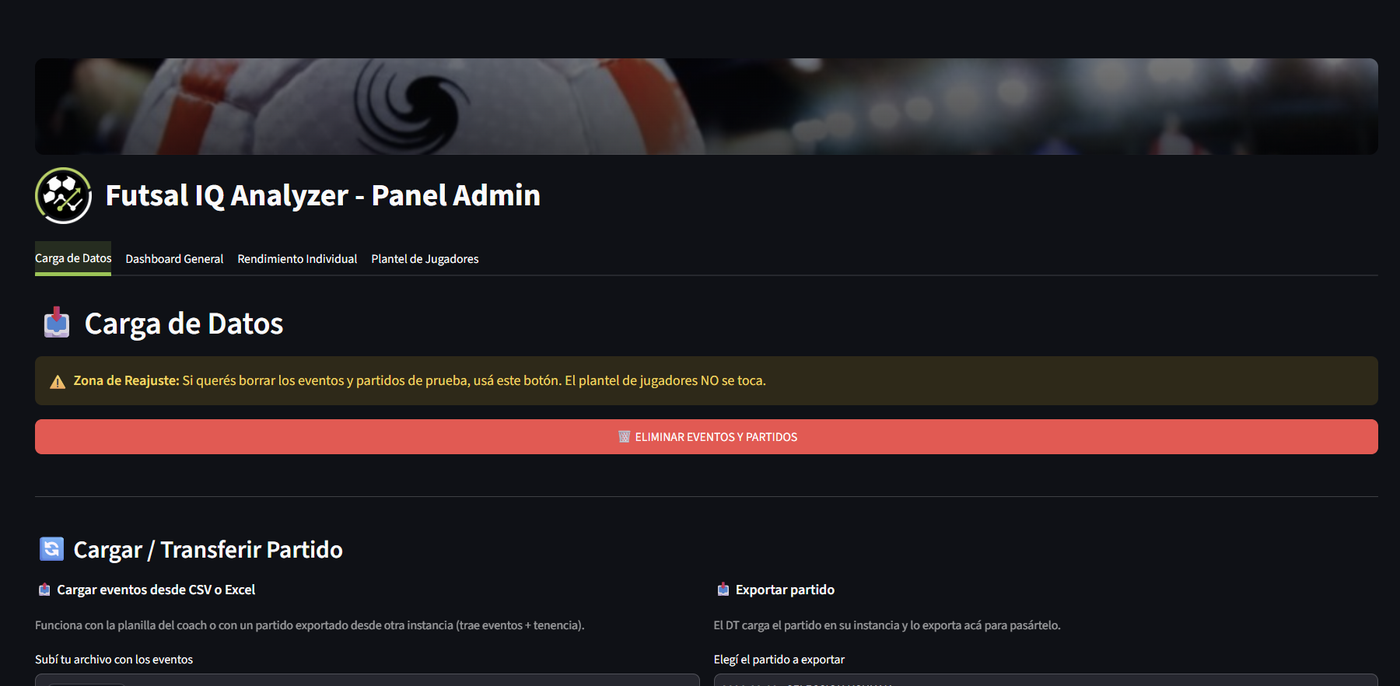 Futsal IQ Analyzer - Panel Admin
Carga de Datos
Dashboard General
Rendimiento Individual
Plantel de Jugadores
Carga de Datos
Zona de Reajuste: Si querés borrar los eventos y partidos de prueba, usá este botón. El plantel de jugadores NO se toca.
ELIMINAR EVENTOS Y PARTIDOS
Cargar / Transferir Partido
Cargar eventos desde CSV o Excel
Funciona con la planilla del coach o con un partido exportado desde otra instancia (trae eventos + tenencia).
Subí tu archivo con los eventos
Exportar partido
El DT carga el partido en su instancia y lo exporta acá para pasártelo.
Elegí el partido a exportar